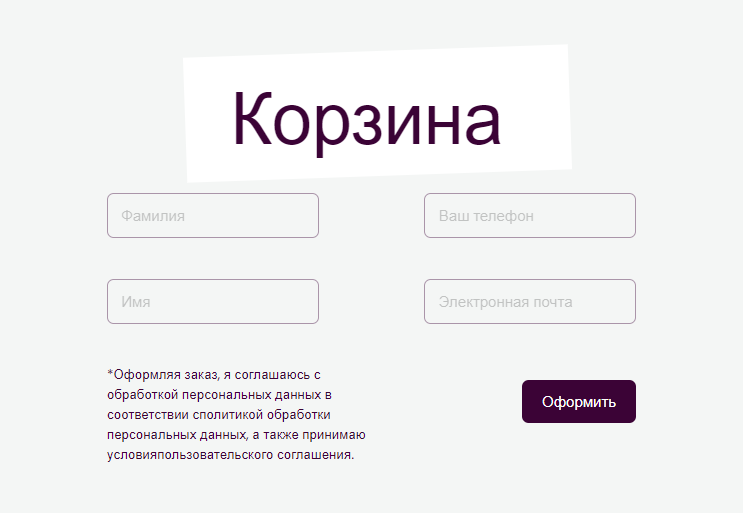 Корзина
Фамилия
Ваш телефон
Имя
Электронная почта
*Оформляя заказ, я соглашаюсь с
обработкой персональных данных в
соответствии сполитикой обработки
персональных данных, а также принимаю
условияпользовательского соглашения.
Оформить